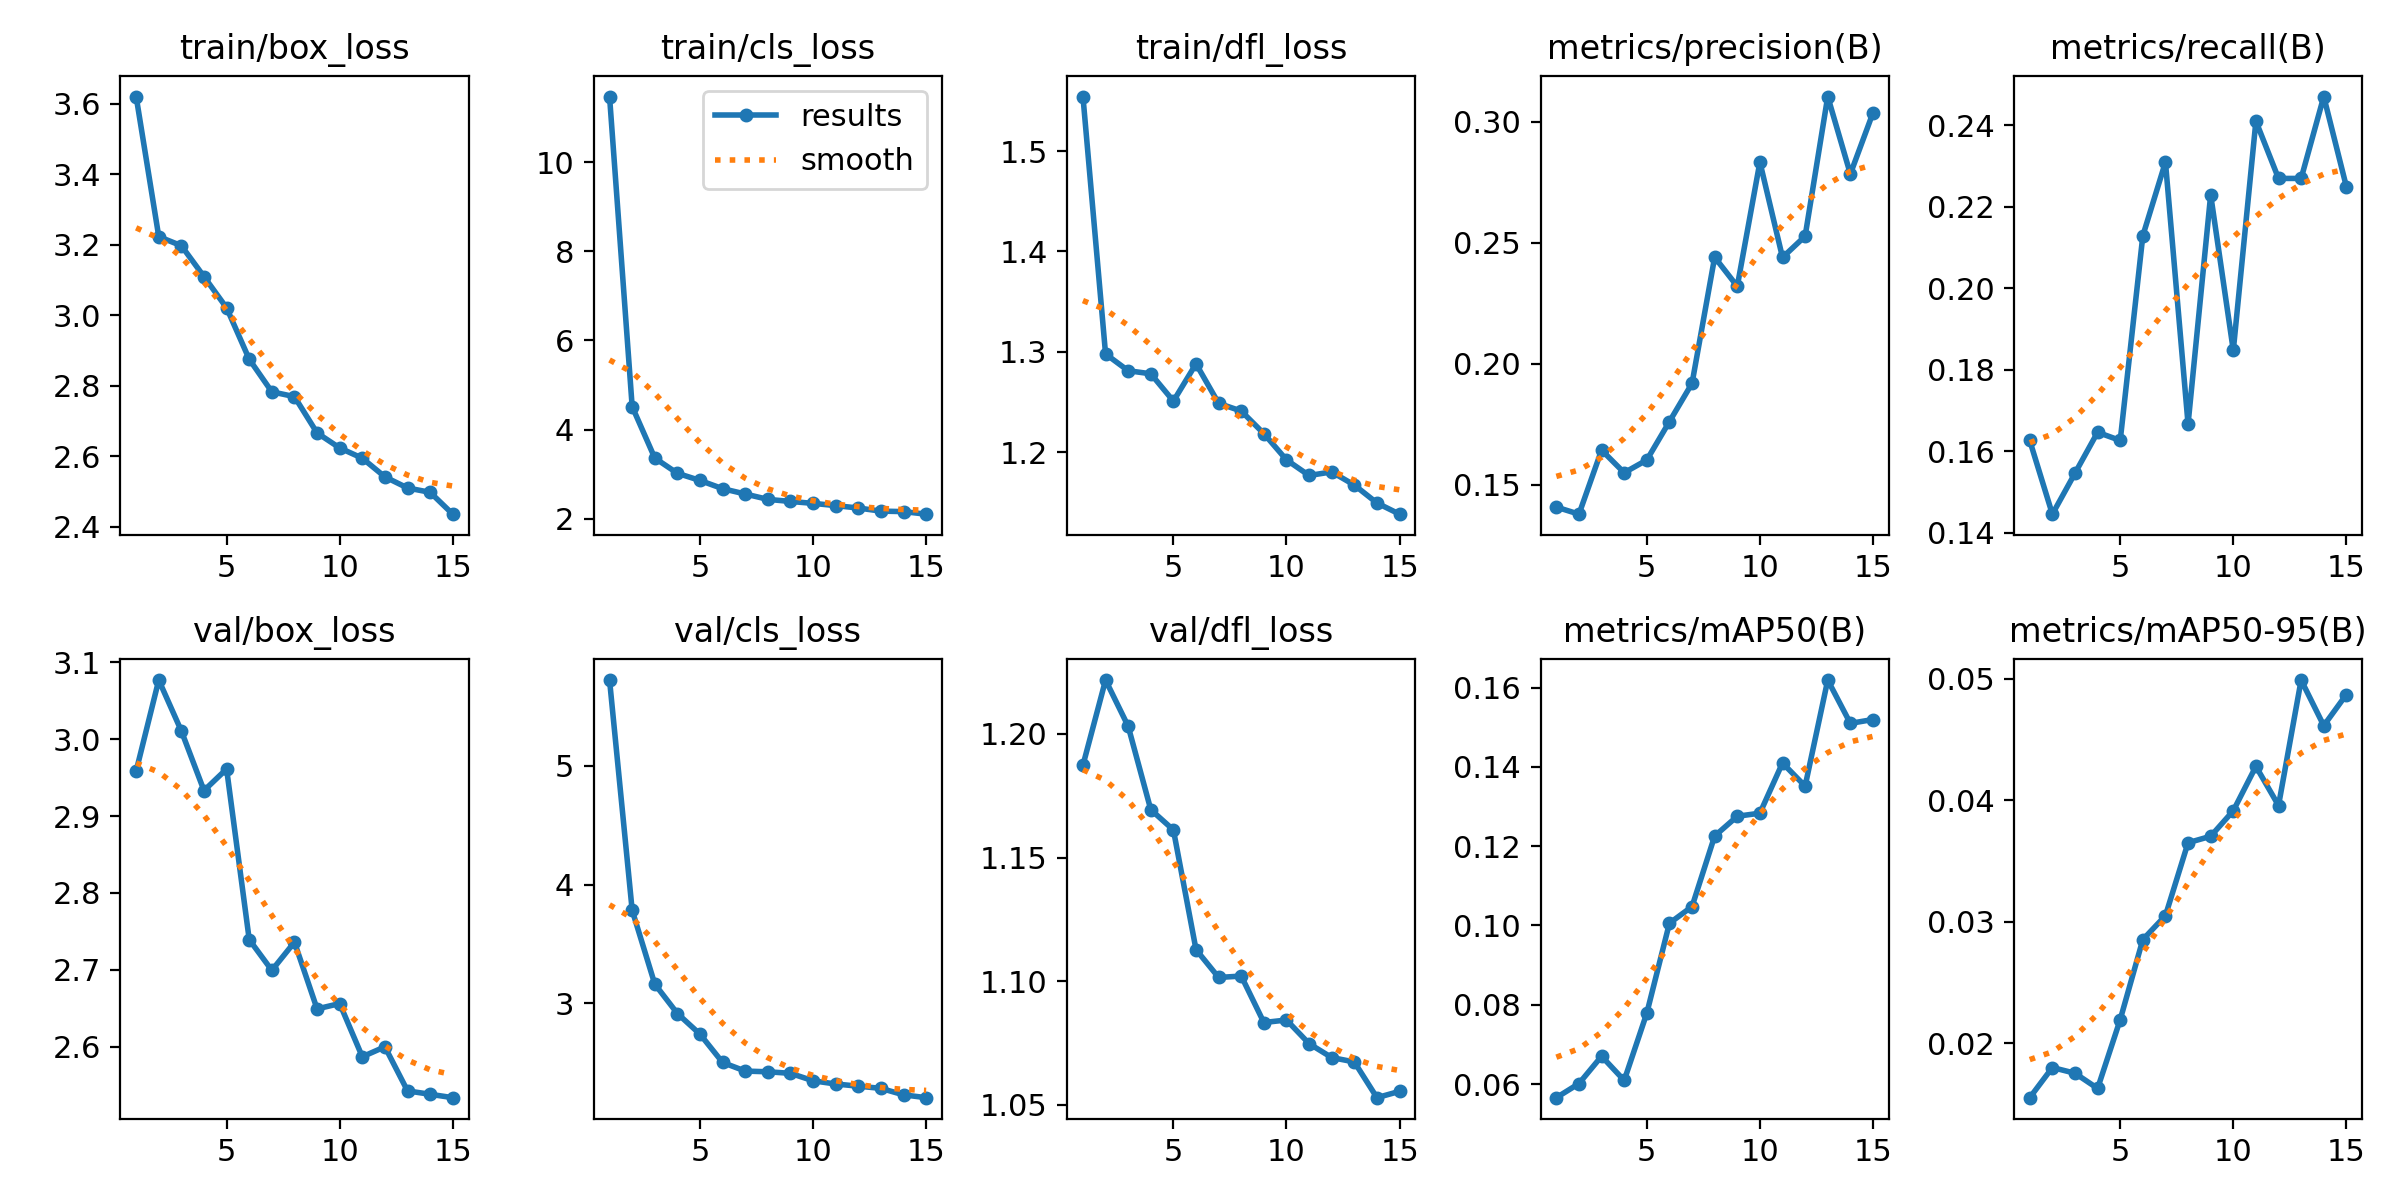 train/box_loss
3.6
3.4
3.2
3.0
2.8
2.6
2.4
5 10 15
train/cls_loss
results
smooth
10
8
6
4
2
5 10 15
train/dfl_loss
1.5
1.4
1.3
1.2
5 10 15
metrics/precision(B)
0.30
0.25
0.20
0.15
5 10 15
metrics/recall(B)
0.24
0.22
0.20
0.18
0.16
0.14
5 10 15
val/box_loss
3.1
3.0
2.9
2.8
2.7
2.6
5 10 15
val/cls_loss
5
4
3
5 10 15
val/dfl_loss
1.20
1.15
1.10
1.05
5 10 15
metrics/mAP50(B)
0.16
0.14
0.12
0.10
0.08
0.06
5 10 15
metrics/mAP50-95(B)
0.05
0.04
0.03
0.02
5 10 15